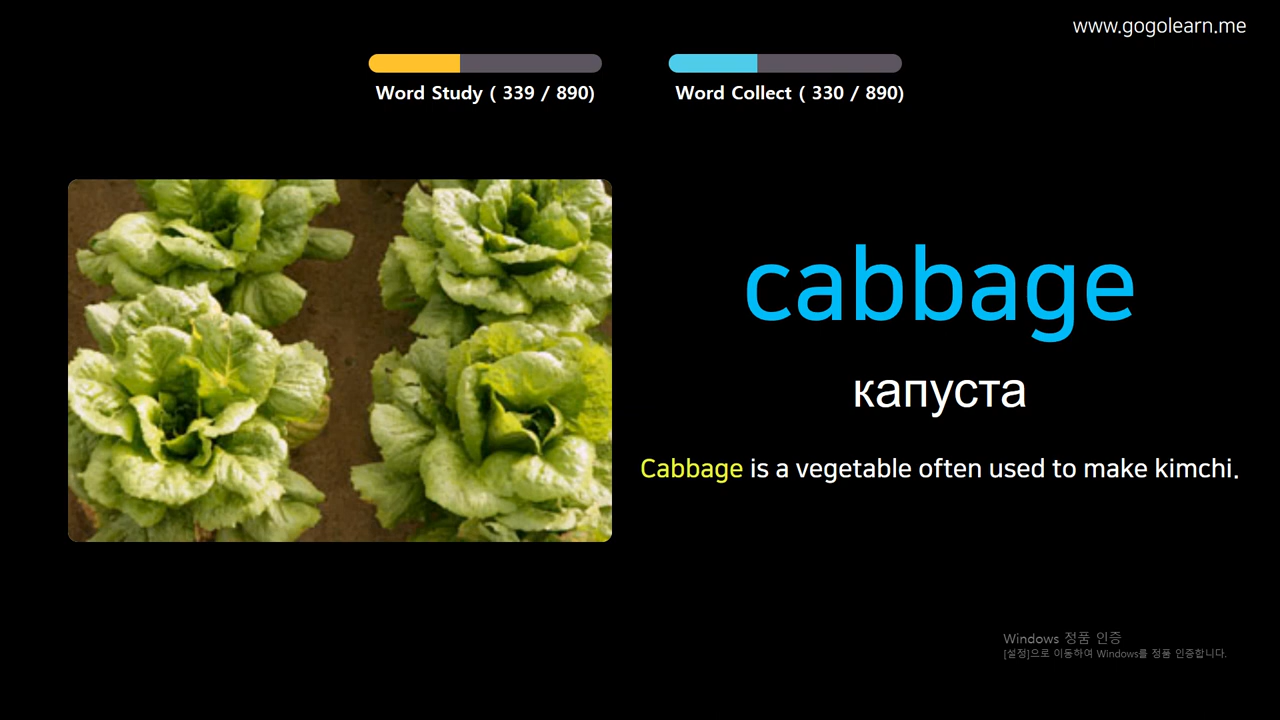 www.gogolearn.me
Word Study ( 339 / 890)
Word Collect ( 330 / 890)
cabbage
капуста
Cabbage is a vegetable often used to make kimchi.
Windows 정품 인증
[설정]으로 이동하여 Windows를 정품 인증합니다.